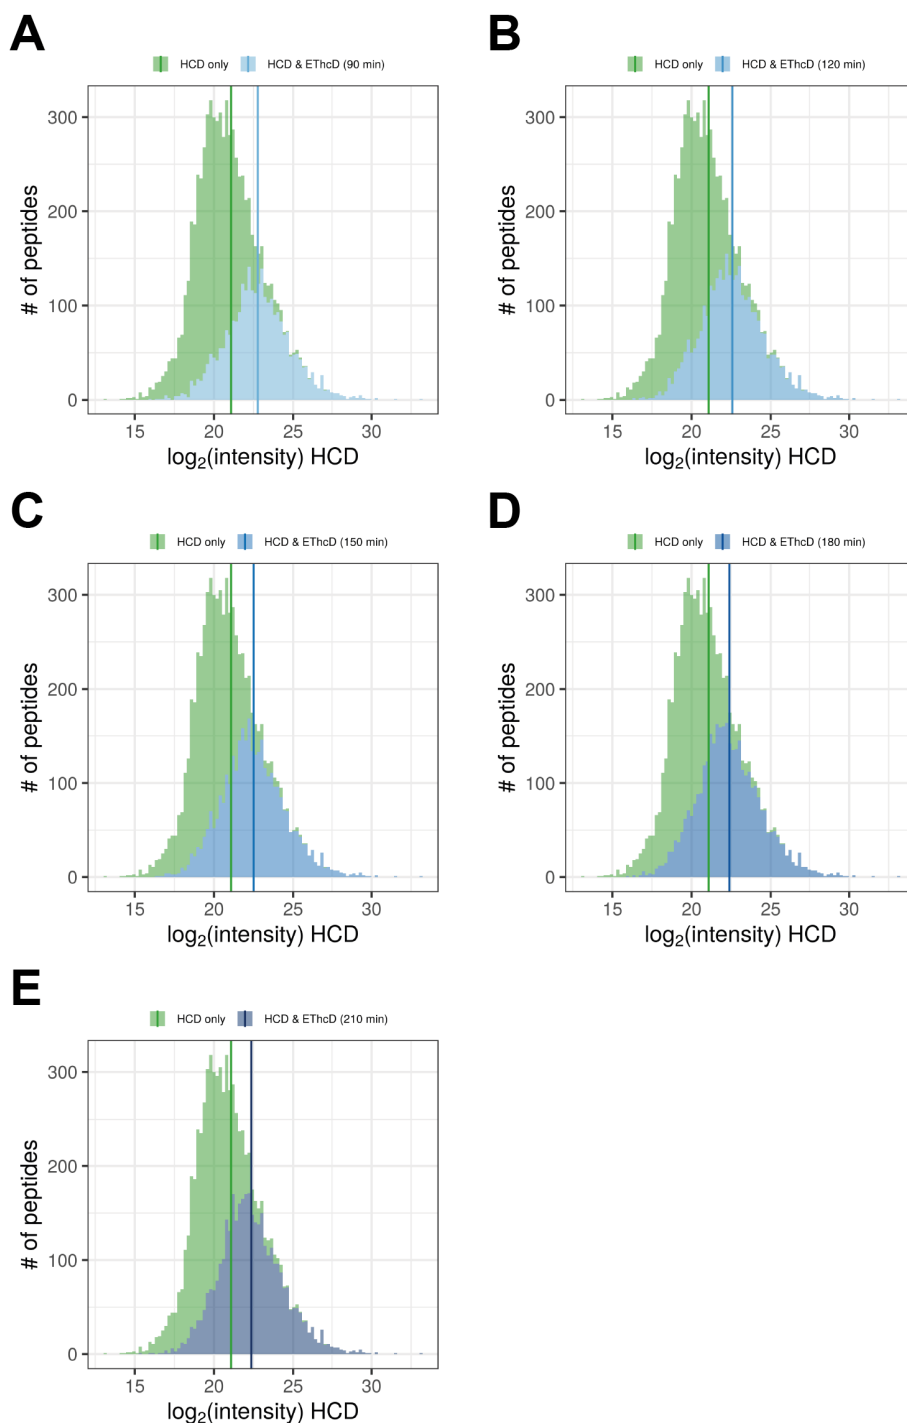 A
HCD only HCD & EThcD (90 min)
# of peptides
300
200
100
0
15 20 25 30
log2(intensity) HCD
B
HCD only HCD & EThcD (120 min)
# of peptides
300
200
100
0
15 20 25 30
log2(intensity) HCD
C
HCD only HCD & EThcD (150 min)
# of peptides
300
200
100
0
15 20 25 30
log2(intensity) HCD
D
HCD only HCD & EThcD (180 min)
# of peptides
300
200
100
0
15 20 25 30
log2(intensity) HCD
E
HCD only HCD & EThcD (210 min)
# of peptides
300
200
100
0
15 20 25 30
log2(intensity) HCD